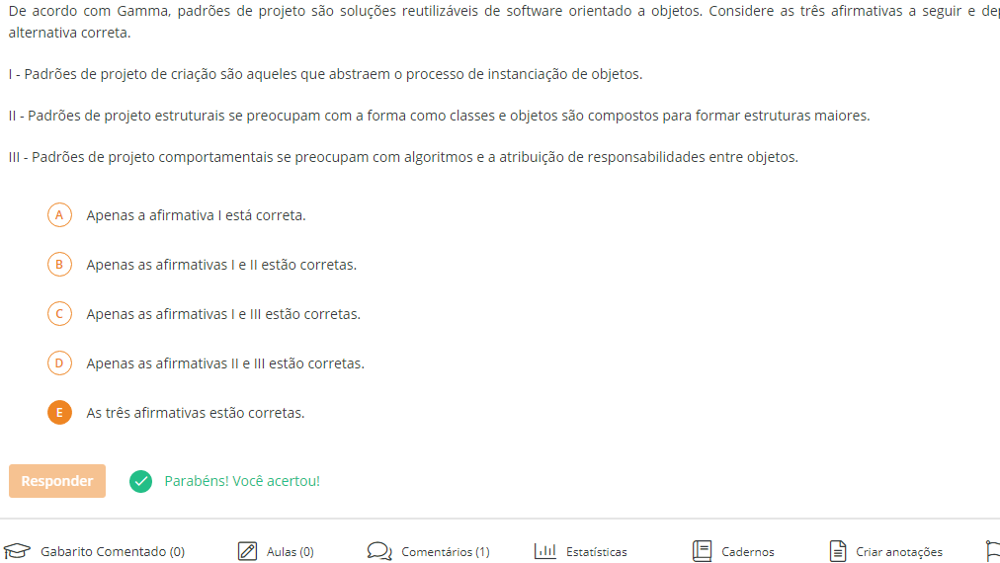 De acordo com Gamma, padrões de projeto são soluções reutilizáveis de software orientado a objetos. Considere as três afirmativas a seguir e
alternativa correta.
I - Padrões de projeto de criação são aqueles que abstraem o processo de instanciação de objetos.
II - Padrões de projeto estruturais se preocupam com a forma como classes e objetos são compostos para formar estruturas maiores.
III - Padrões de projeto comportamentais se preocupam com algoritmos e a atribuição de responsabilidades entre objetos.
A Apenas a afirmativa I está correta.
B Apenas as afirmativas I e II estão corretas.
C Apenas as afirmativas I e III estão corretas.
D Apenas as afirmativas II e III estão corretas.
E As três afirmativas estão corretas.
Responder Parabéns! Você acertou!
Gabarito Comentado (0) Aulas (0) Comentários (1) Estatísticas Cadernos Criar anotações